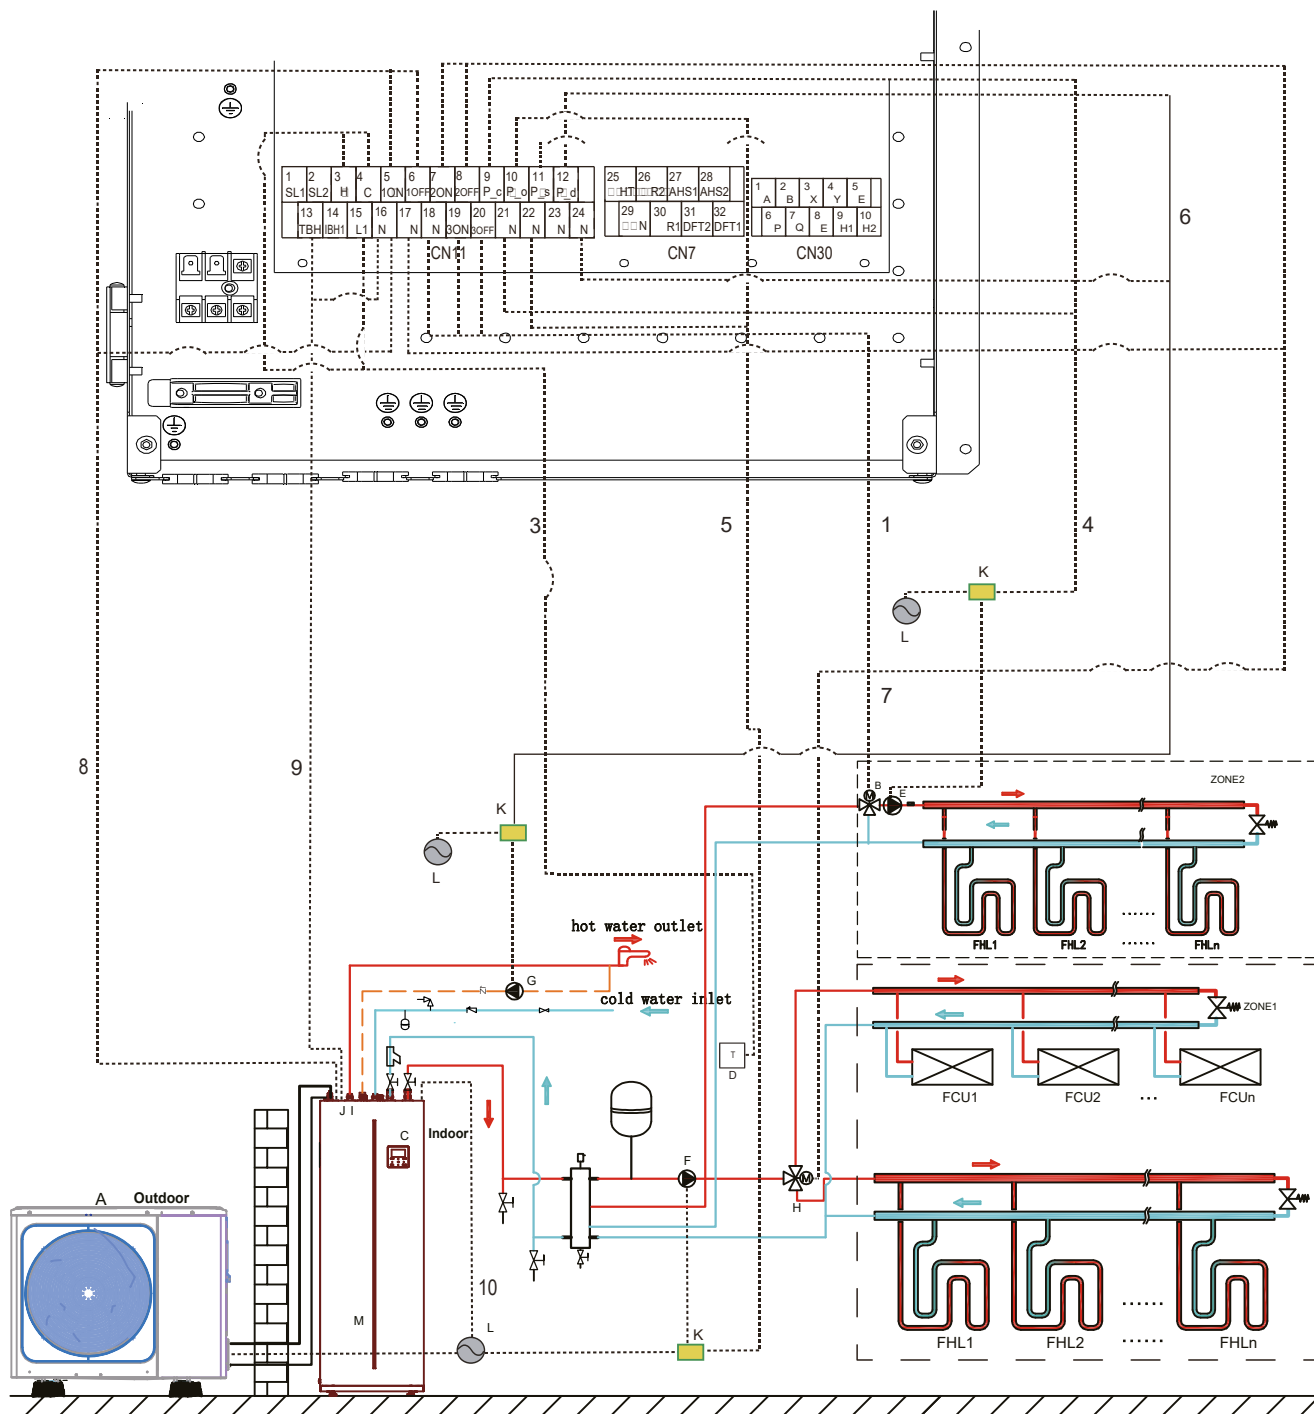 1 2 3 4 5 6 7 8 9 10 11 12
SL1 SL2 H C 1ON 1OFF 2ON 2OFF P_c P_o P_s P_d
13 14 15 16 17 18 19 20 21 22 23 24
TBH IBH1 L1 N N N 3ON 3OFF N N N N
CN11
25 26 27 28
HT R2 AHS1 AHS2
29 30 31 32
N R1 DFT2 DFT1
CN7
1 2 3 4 5
A B X Y E
6 7 8 9 10
P Q E H1 H2
CN30
6
3
5
1
4
K
L
7
8
9
K
L
B
E
ZONE2
FHL1 FHL2 ...... ...... FHLn
hot water outlet
G
cold water inlet
ZONE1
T
D
FCU1 FCU2 ... FCUn
J I
C
Indoor
F
H
A
Outdoor
10
M
L
K
FHL1 FHL2 ...... ...... FHLn